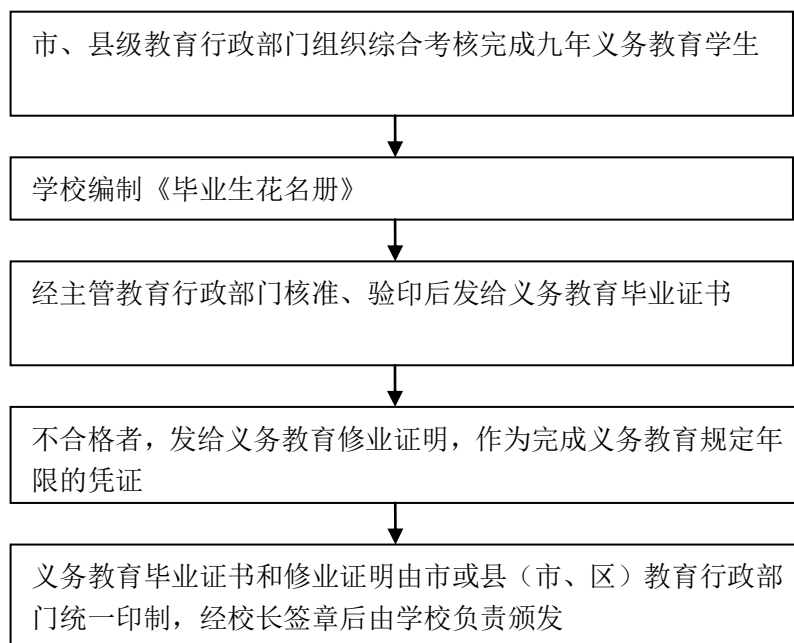 市、县级教育行政部门组织综合考核完成九年义务教育学生
学校编制《毕业生花名册》
经主管教育行政部门核准、验印后发给义务教育毕业证书
不合格者，发给义务教育修业证明，作为完成义务教育规定年
限的凭证
义务教育毕业证书和修业证明由市或县（市、区）教育行政部
门统一印制，经校长签章后由学校负责颁发